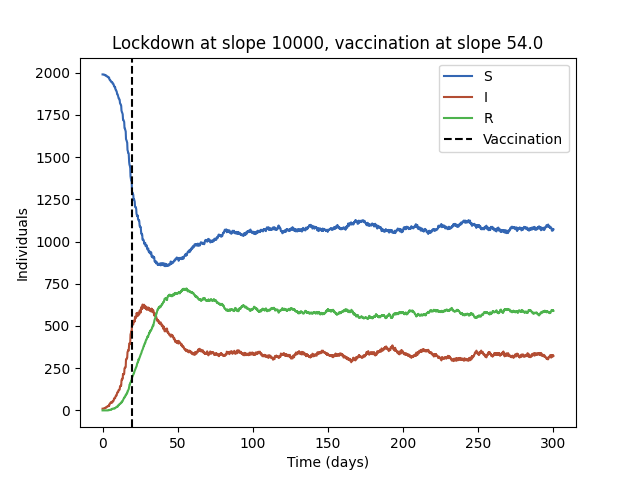 Lockdown at slope 10000, vaccination at slope 54.0
S
I
R
Vaccination
2000
1750
1500
1250
1000
750
500
250
0
Individuals
0 50 100 150 200 250 300
Time (days)